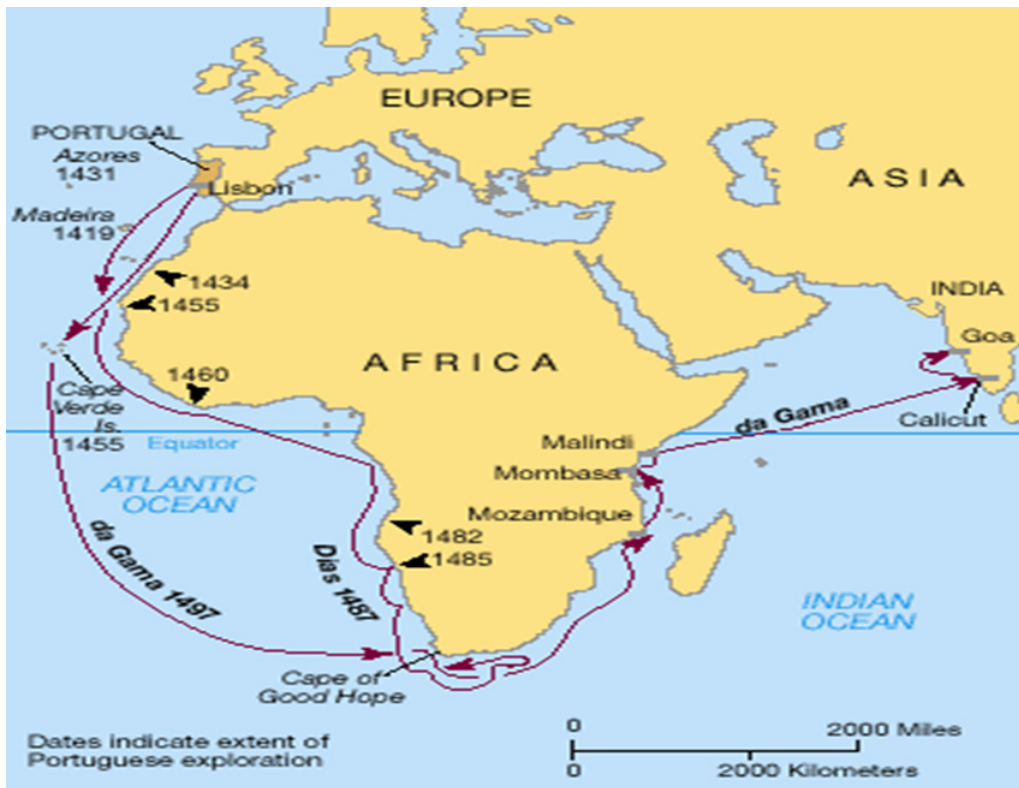 EUROPE
PORTUGAL
Azores
1431
Lisbon
ASIA
Madeira
1419
1434
1455
INDIA
Goa
AFRICA
1460
Cape
Verde
Is.
1455
Calicut
da Gama
Equator
Malindi
Mombasa
ATLANTIC
OCEAN
Mozambique
1482
1485
da Gama 1497
Dias 1487
INDIAN
OCEAN
Cape of
Good Hope
0 2000 Miles
0 2000 Kilometers
Dates indicate extent of
Portuguese exploration